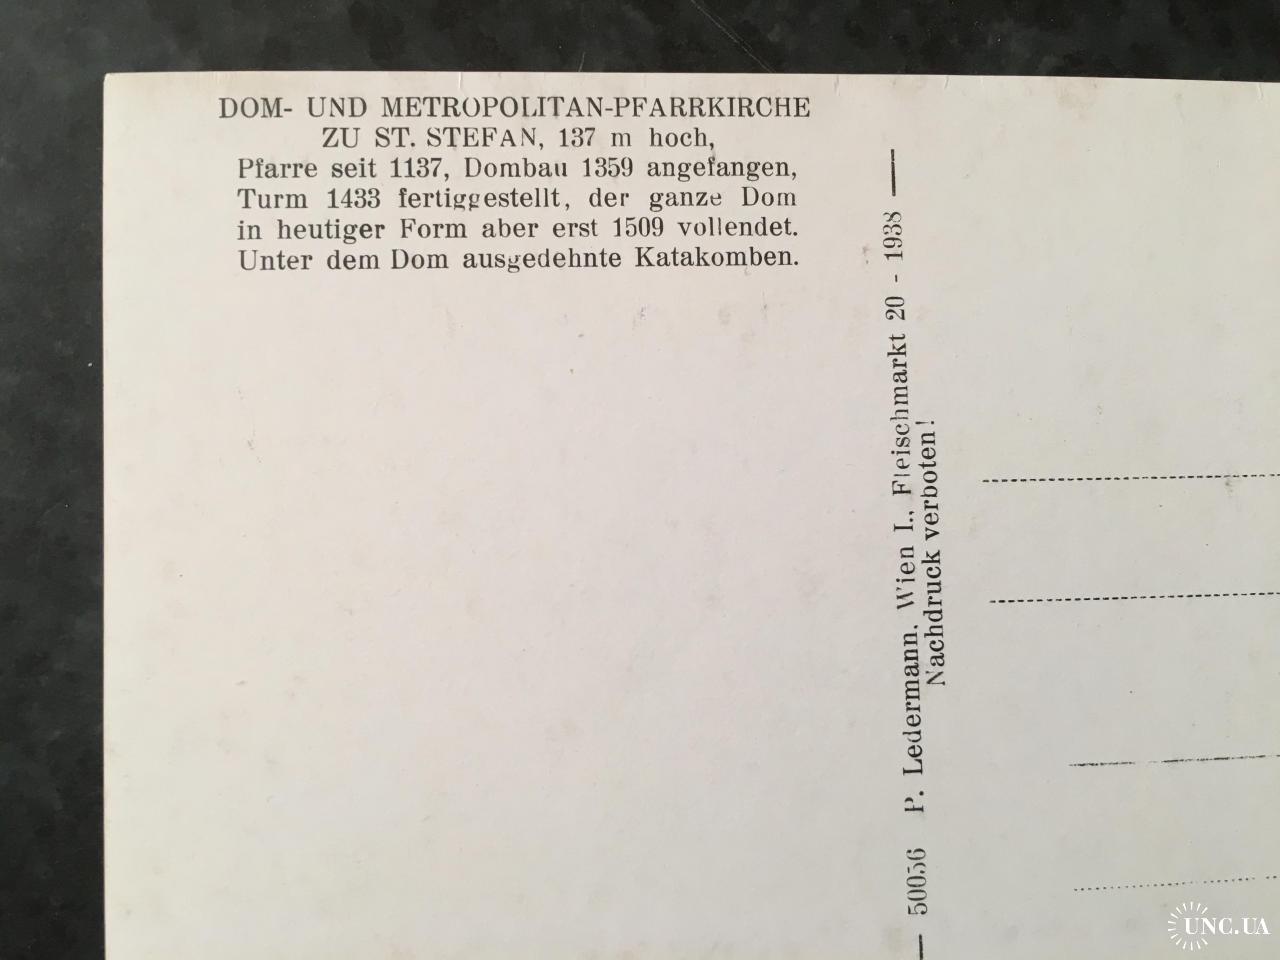 DOM- UND METROPOLITAN-PFARRKIRCHE
ZU ST. STEFAN, 137 m hoch,
Pfarre seit 1137, Dombau 1359 angefangen,
Turm 1433 fertiggestellt, der ganze Dom
in heutiger Form aber erst 1509 vollendet.
Unter dem Dom ausgedehnte Katakomben.
— 50056 P. Ledermann, Wien I., Fleischmarkt 20 - 1938 —
Nachdruck verboten!
UNC.UA